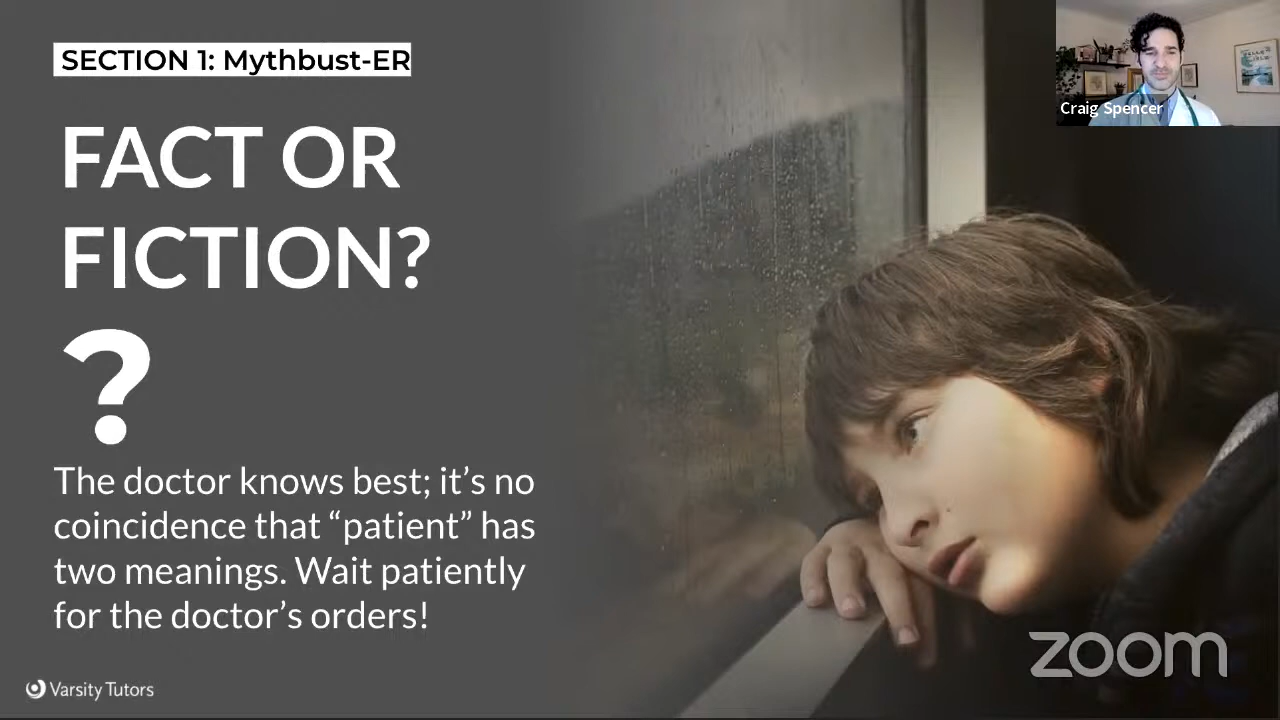 SECTION 1: Mythbust-ER
Craig Spencer
FACT OR
FICTION?
?
The doctor knows best; it’s no
coincidence that “patient” has
two meanings. Wait patiently
for the doctor’s orders!
zoom
Varsity Tutors